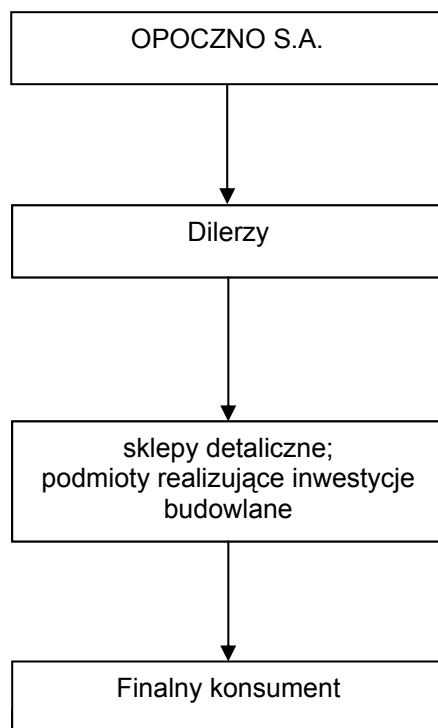 OPOCZNO S.A.
Dilerzy
sklepy detaliczne;
podmioty realizujące inwestycje
budowlane
Finalny konsument